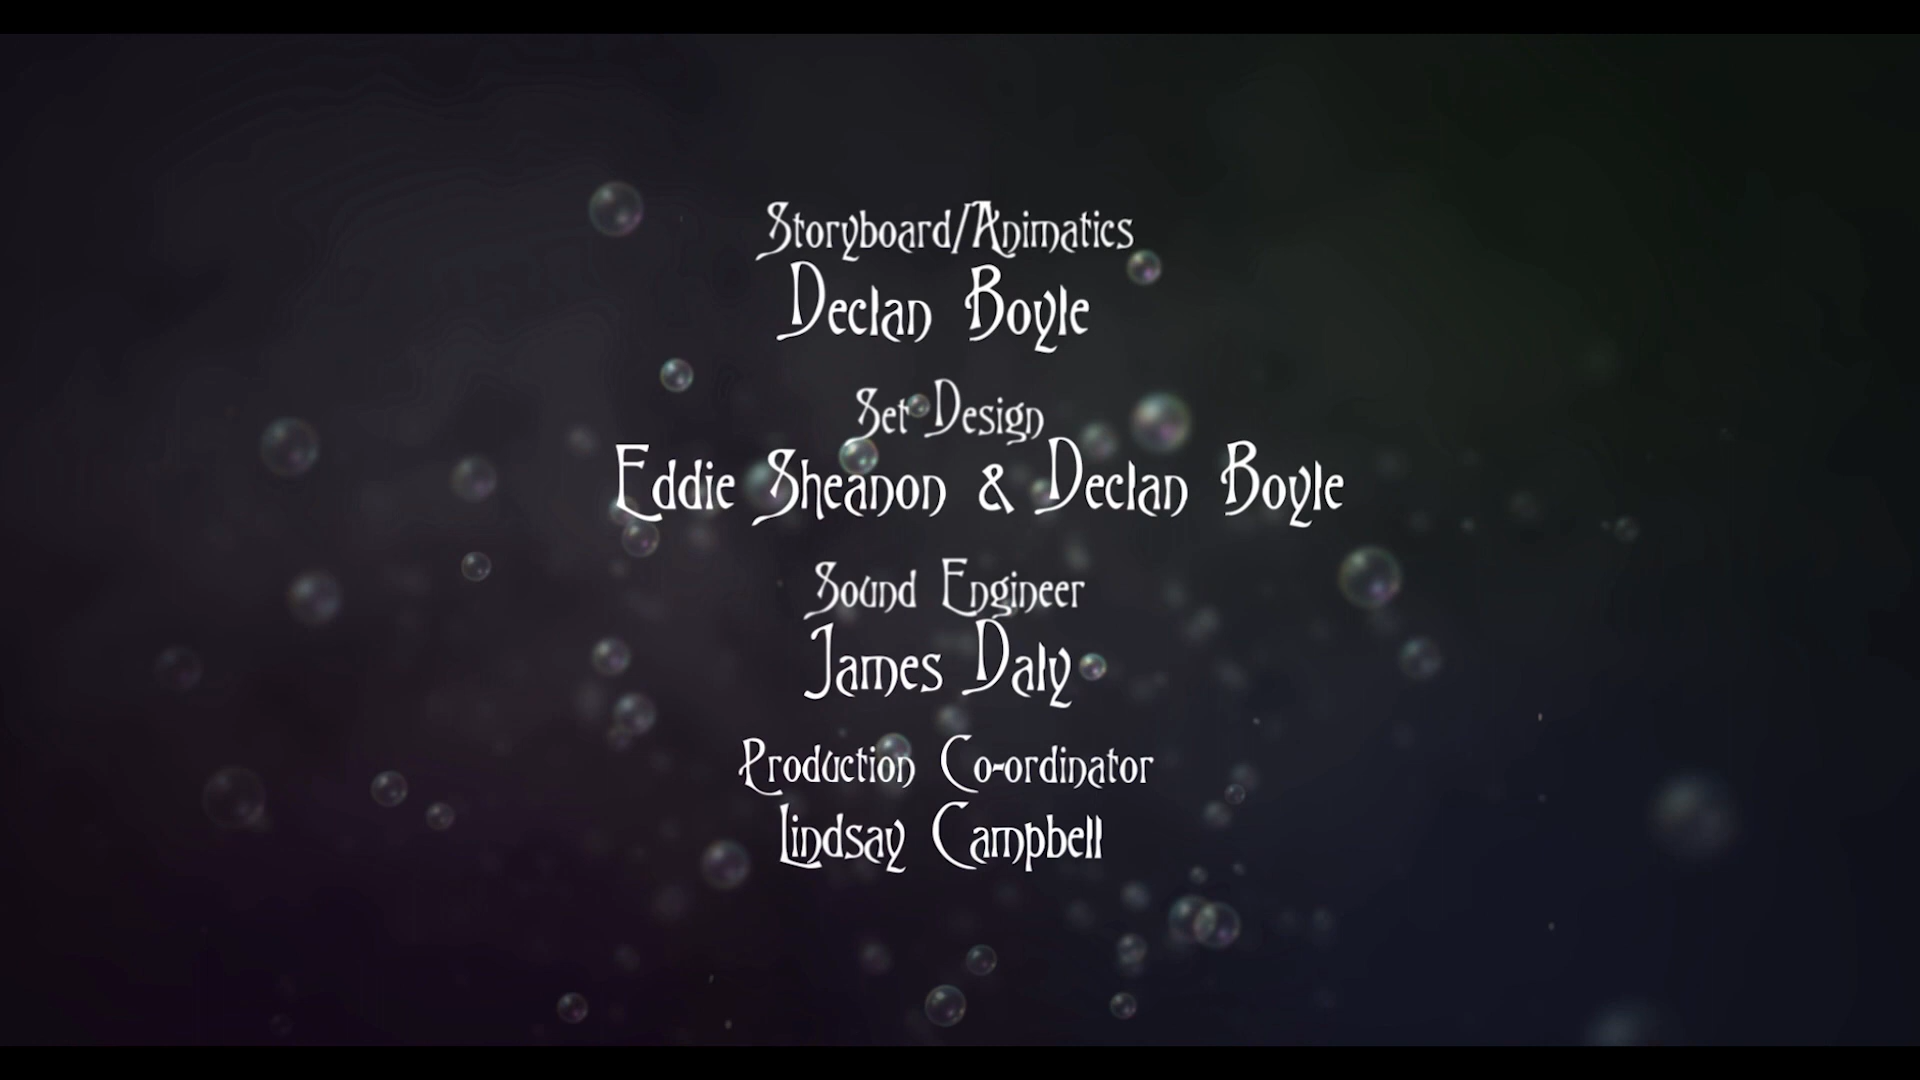 Storyboard/Animatics
Declan Boyle
Set Design
Eddie Sheanon & Declan Boyle
Sound Engineer
James Daly
Production Co-ordinator
Lindsay Campbell